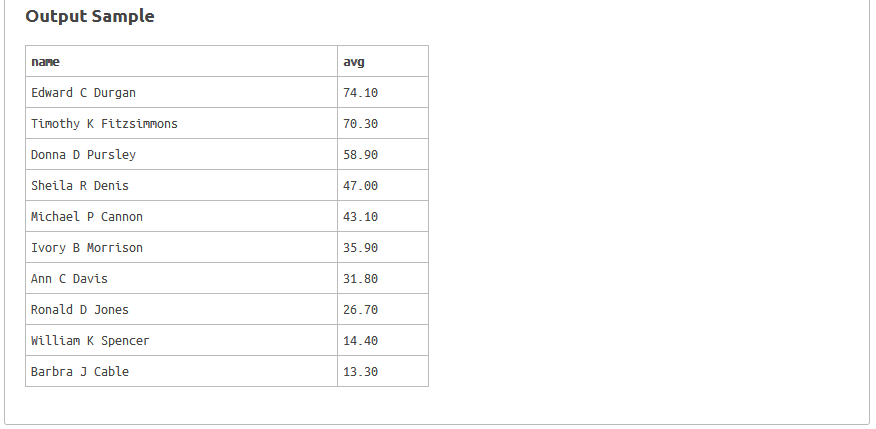 Output Sample
name avg
Edward C Durgan 74.10
Timothy K Fitzsimmons 70.30
Donna D Pursley 58.90
Sheila R Denis 47.00
Michael P Cannon 43.10
Ivory B Morrison 35.90
Ann C Davis 31.80
Ronald D Jones 26.70
William K Spencer 14.40
Barbra J Cable 13.30